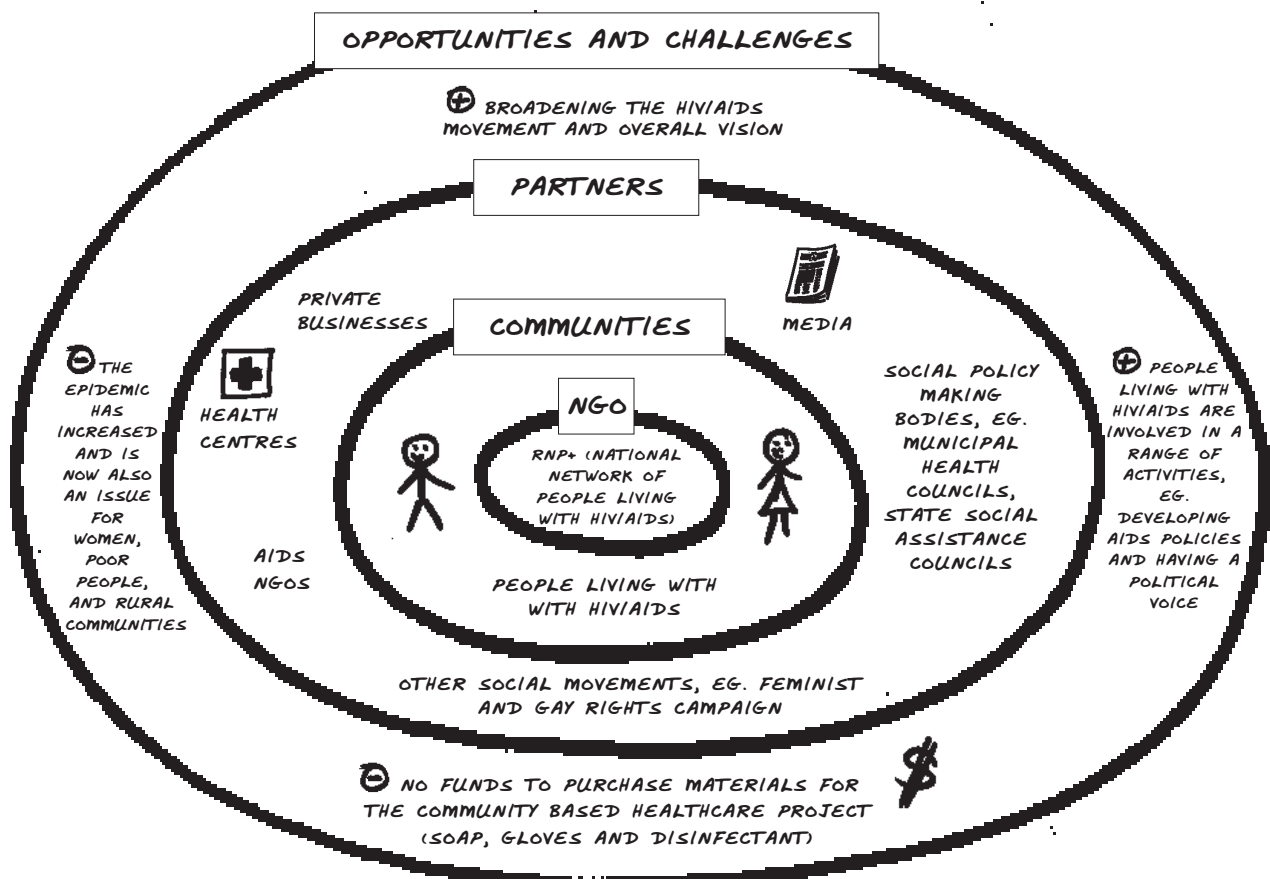 OPPORTUNITIES AND CHALLENGES
+ BROADENING THE HIV/AIDS
MOVEMENT AND OVERALL VISION
PARTNERS
PRIVATE
BUSINESSES
MEDIA
HEALTH
CENTRES
AIDS
NGOS
SOCIAL POLICY
MAKING
BODIES, EG.
MUNICIPAL
HEALTH
COUNCILS,
STATE SOCIAL
ASSISTANCE
COUNCILS
OTHER SOCIAL MOVEMENTS, EG. FEMINIST
AND GAY RIGHTS CAMPAIGN
COMMUNITIES
NGO
RNP+ (NATIONAL
NETWORK OF
PEOPLE LIVING
WITH HIV/AIDS)
PEOPLE LIVING WITH
WITH HIV/AIDS
- THE
EPIDEMIC
HAS
INCREASED
AND IS
NOW ALSO
AN ISSUE
FOR
WOMEN,
POOR
PEOPLE,
AND RURAL
COMMUNITIES
+ PEOPLE
LIVING WITH
HIV/AIDS ARE
INVOLVED IN A
RANGE OF
ACTIVITIES,
EG.
DEVELOPING
AIDS POLICIES
AND HAVING A
POLITICAL
VOICE
- NO FUNDS TO PURCHASE MATERIALS FOR
THE COMMUNITY BASED HEALTHCARE PROJECT
(SOAP, GLOVES AND DISINFECTANT)
$